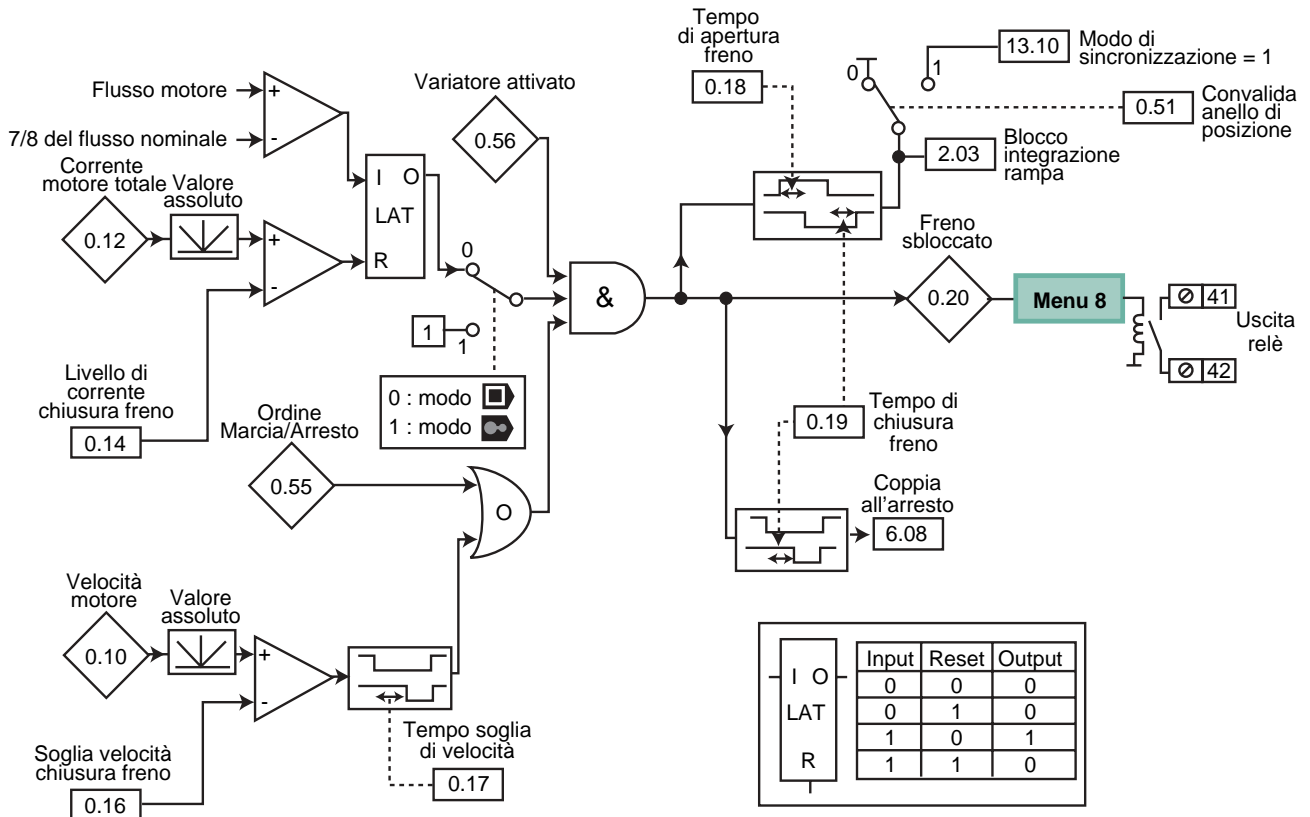 Tempo
di apertura
freno
0.18
0
1
13.10
Modo di
sincronizzazione = 1
0.51
Convalida
anello di
posizione
2.03
Blocco
integrazione
rampa
Flusso motore
+
7/8 del flusso nominale
-
Variatore attivato
0.56
Corrente
motore totale
0.12
Valore
assoluto
+
-
I O
LAT
R
0
1
1
&
Freno
sbloccato
0.20
Menu 8
41
Uscita
relè
42
Livello di
corrente
chiusura freno
0.14
0 : modo
1 : modo
Ordine
Marcia/Arresto
0.55
O
0.19
Tempo di
chiusura
freno
Coppia
all'arresto
6.08
Velocità
motore
0.10
Valore
assoluto
+
-
Soglia velocità
chiusura freno
0.16
Tempo soglia
di velocità
0.17
I O
LAT
R
Input Reset Output
0 0 0
0 1 0
1 0 1
1 1 0